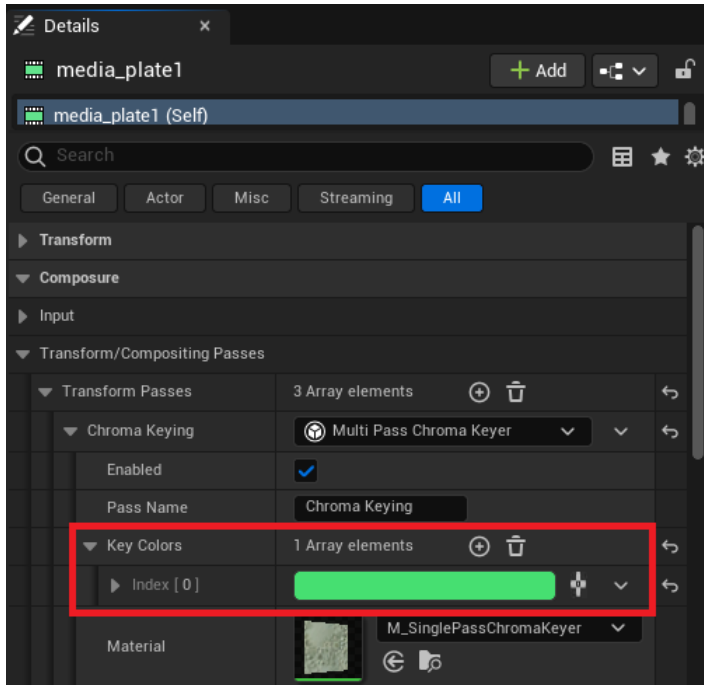 Details
media_plate1
Add
media_plate1 (Self)
Search
General Actor Misc Streaming All
Transform
Composure
Input
Transform/Compositing Passes
Transform Passes 3 Array elements
Chroma Keying Multi Pass Chroma Keyer
Enabled
Pass Name Chroma Keying
Key Colors 1 Array elements
Index [ 0 ]
Material M_SinglePassChromaKeyer